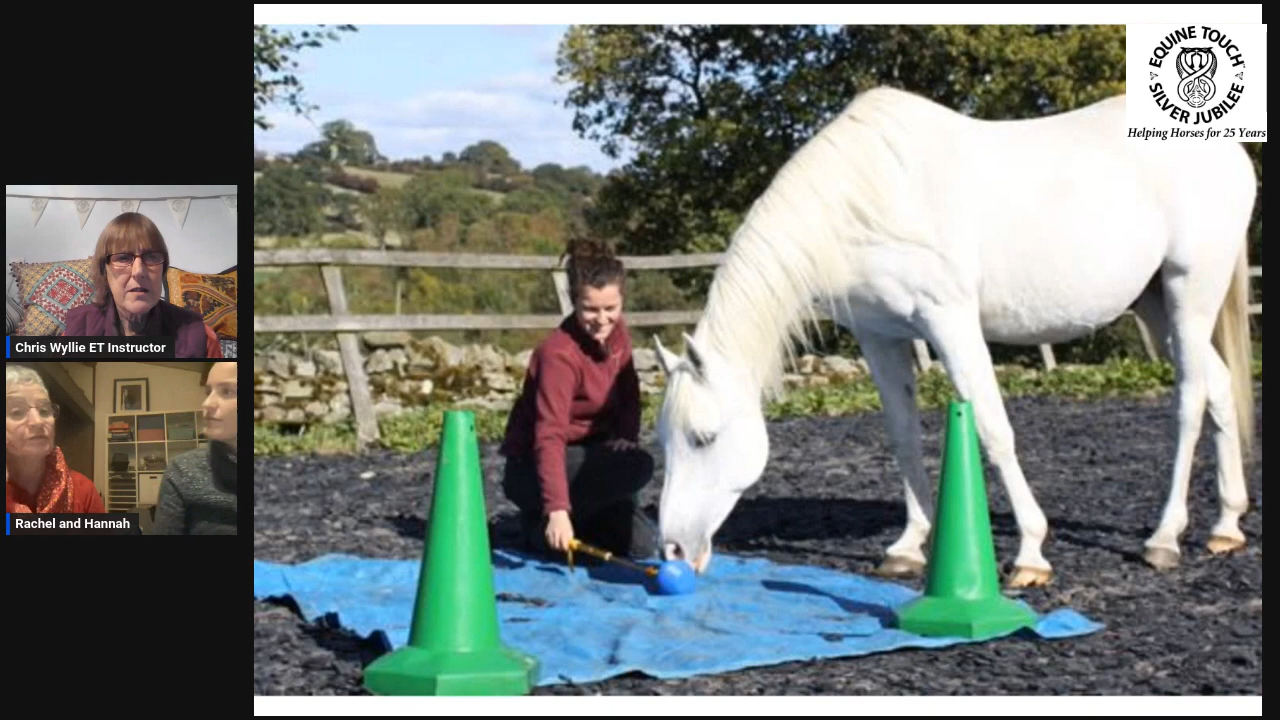 EQUINE TOUCH
SILVER JUBILEE
Helping Horses for 25 Years
Chris Wyllie ET Instructor
Rachel and Hannah